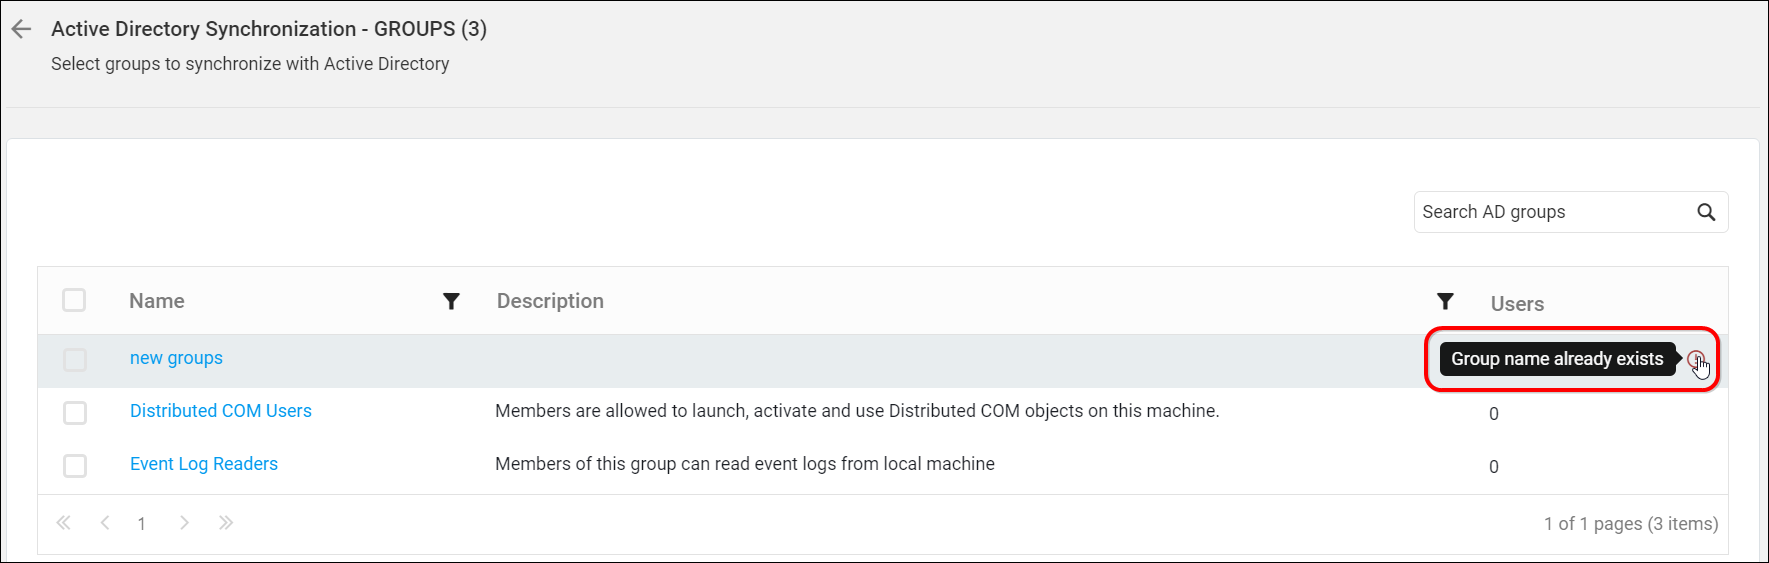 Active Directory Synchronization - GROUPS (3)
Select groups to synchronize with Active Directory
Search AD groups
Name Description Users
new groups Group name already exists
Distributed COM Users Members are allowed to launch, activate and use Distributed COM objects on this machine. 0
Event Log Readers Members of this group can read event logs from local machine 0
1 1 of 1 pages (3 items)